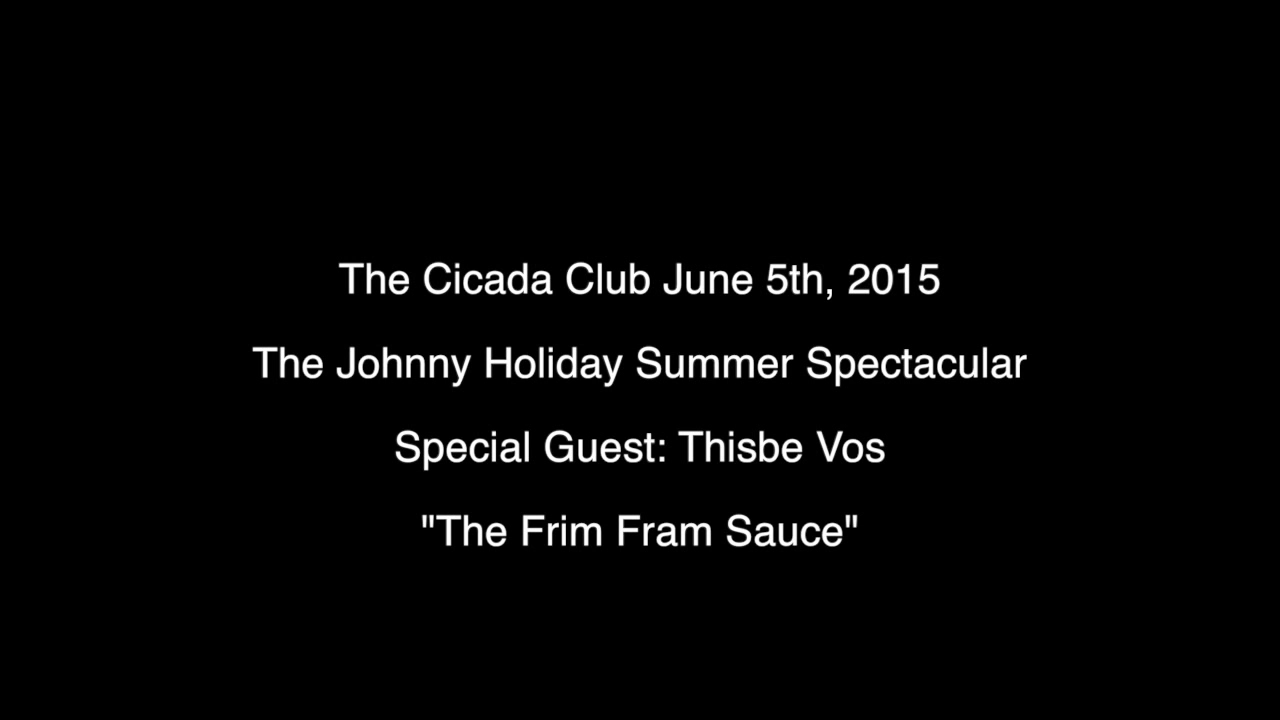 The Cicada Club June 5th, 2015
The Johnny Holiday Summer Spectacular
Special Guest: Thisbe Vos
"The Frim Fram Sauce"